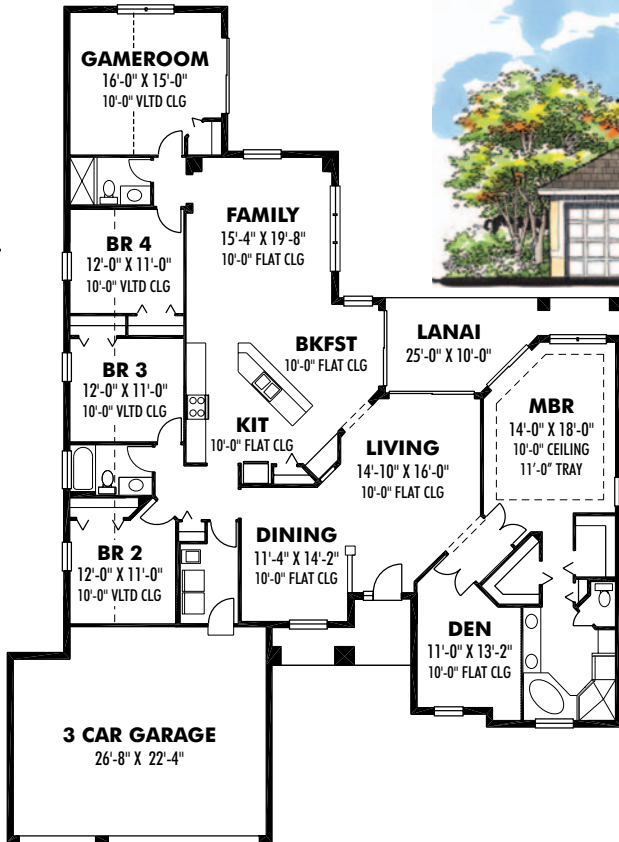 GAMEROOM
16'-0" X 15'-0"
10'-0" VLTD CLG
FAMILY
15'-4" X 19'-8"
10'-0" FLAT CLG
BR 4
12'-0" X 11'-0"
10'-0" VLTD CLG
BKFST
10'-0" FLAT CLG
LANAI
25'-0" X 10'-0"
BR 3
12'-0" X 11'-0"
10'-0" VLTD CLG
MBR
14'-0" X 18'-0"
10'-0" CEILING
11'-0" TRAY
KIT
10'-0" FLAT CLG
LIVING
14'-10" X 16'-0"
10'-0" FLAT CLG
BR 2
12'-0" X 11'-0"
10'-0" VLTD CLG
DINING
11'-4" X 14'-2"
10'-0" FLAT CLG
DEN
11'-0" X 13'-2"
10'-0" FLAT CLG
3 CAR GARAGE
26'-8" X 22'-4"